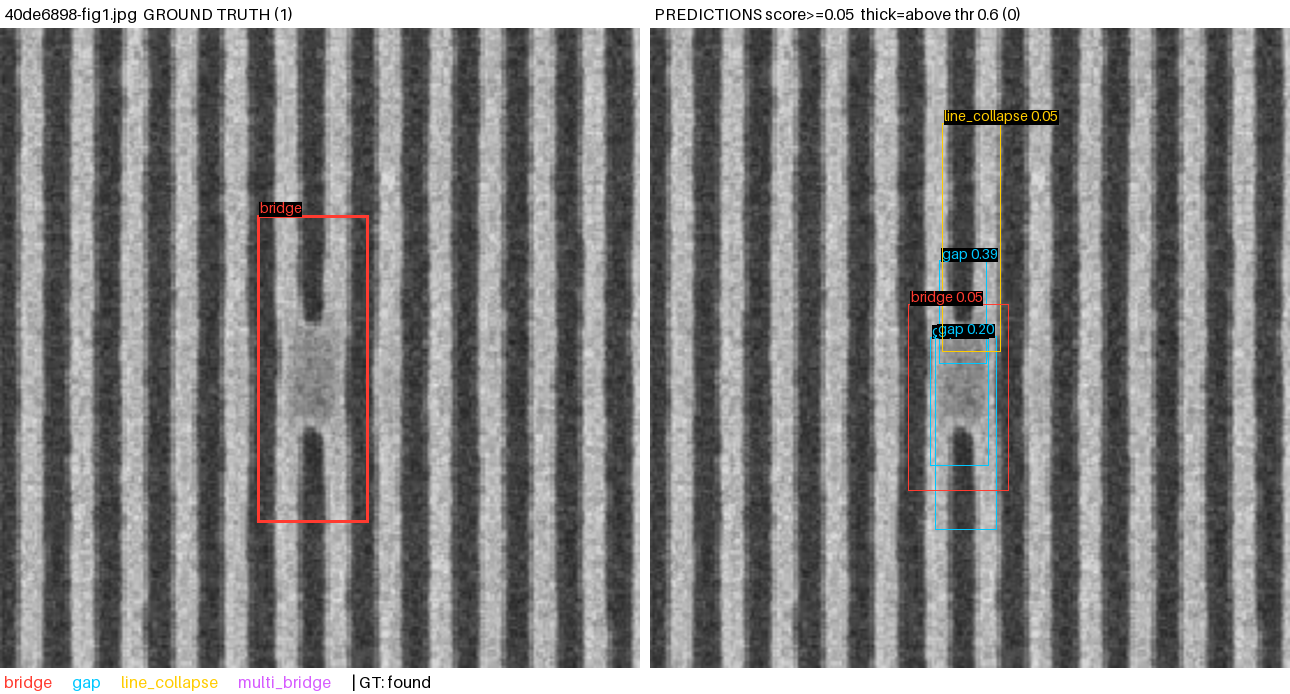 40de6898-fig1.jpg GROUND TRUTH (1)
PREDICTIONS score>=0.05 thick=above thr 0.6 (0)
line_collapse 0.05
bridge
gap 0.39
bridge 0.05
gap 0.20
bridge gap line_collapse multi_bridge | GT: found